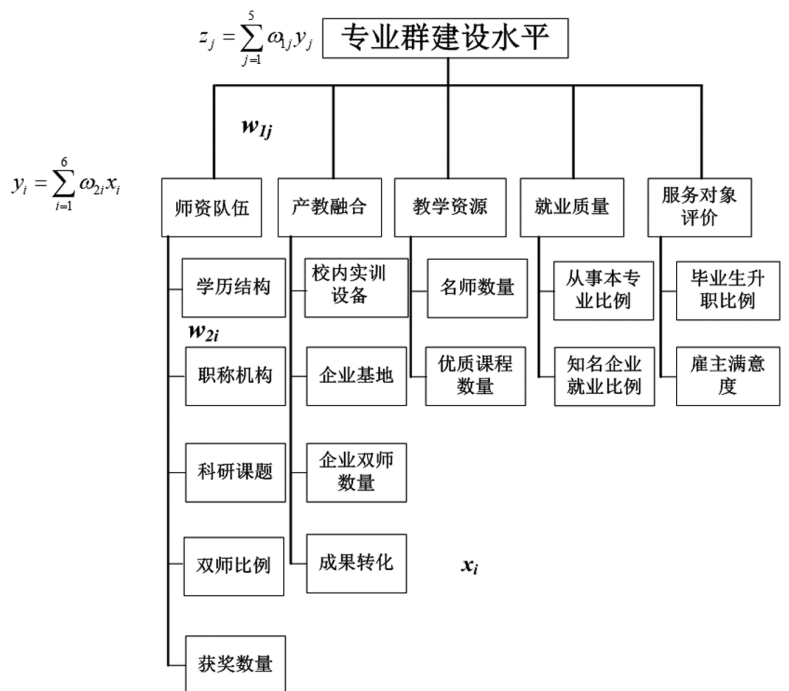 z_j = \sum_{j=1}^{5} ω_{1j} y_j
专业群建设水平
w_{1j}
y_i = \sum_{i=1}^{6} ω_{2i} x_i
师资队伍
产教融合
教学资源
就业质量
服务对象
评价
学历结构
校内实训
设备
名师数量
从事本专
业比例
毕业生升
职比例
w_{2i}
职称机构
企业基地
优质课程
数量
知名企业
就业比例
雇主满意
度
科研课题
企业双师
数量
双师比例
成果转化
x_i
获奖数量